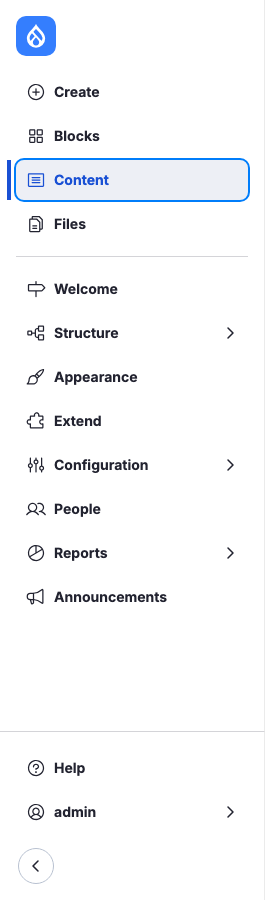 Create
Blocks
Content
Files
Welcome
Structure
Appearance
Extend
Configuration
People
Reports
Announcements
Help
admin